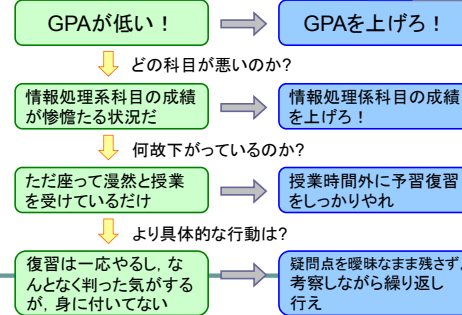 GPAが低い！
GPAを上げろ！
どの科目が悪いのか?
情報処理系科目の成績
が惨憺たる状況だ
情報処理係科目の成績
を上げろ！
何故下がっているのか?
ただ座って漫然と授業
を受けているだけ
授業時間外に予習復習
をしっかりやれ
より具体的な行動は?
復習は一応やるし，な
んとなく判った気がする
が，身に付いてない
疑問点を曖昧なまま残さず，
考察しながら繰り返し
行え